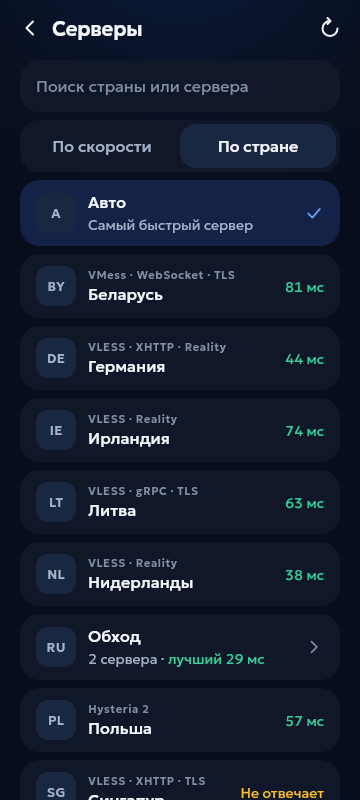 Серверы
Поиск страны или сервера
По скорости
По стране
A
Авто
Самый быстрый сервер
BY
VMess · WebSocket · TLS
Беларусь
81 мс
DE
VLESS · XHTTP · Reality
Германия
44 мс
IE
VLESS · Reality
Ирландия
74 мс
LT
VLESS · gRPC · TLS
Литва
63 мс
NL
VLESS · Reality
Нидерланды
38 мс
RU
Обход
2 сервера · лучший 29 мс
PL
Hysteria 2
Польша
57 мс
SG
VLESS · XHTTP · TLS
Сингапур
Не отвечает